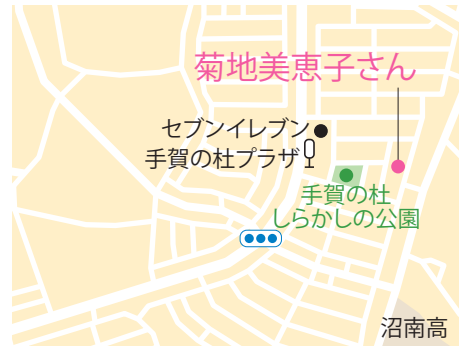 菊地美恵子さん
セブンイレブン
手賀の杜プラザ
手賀の杜
しらかしの公園
沼南高